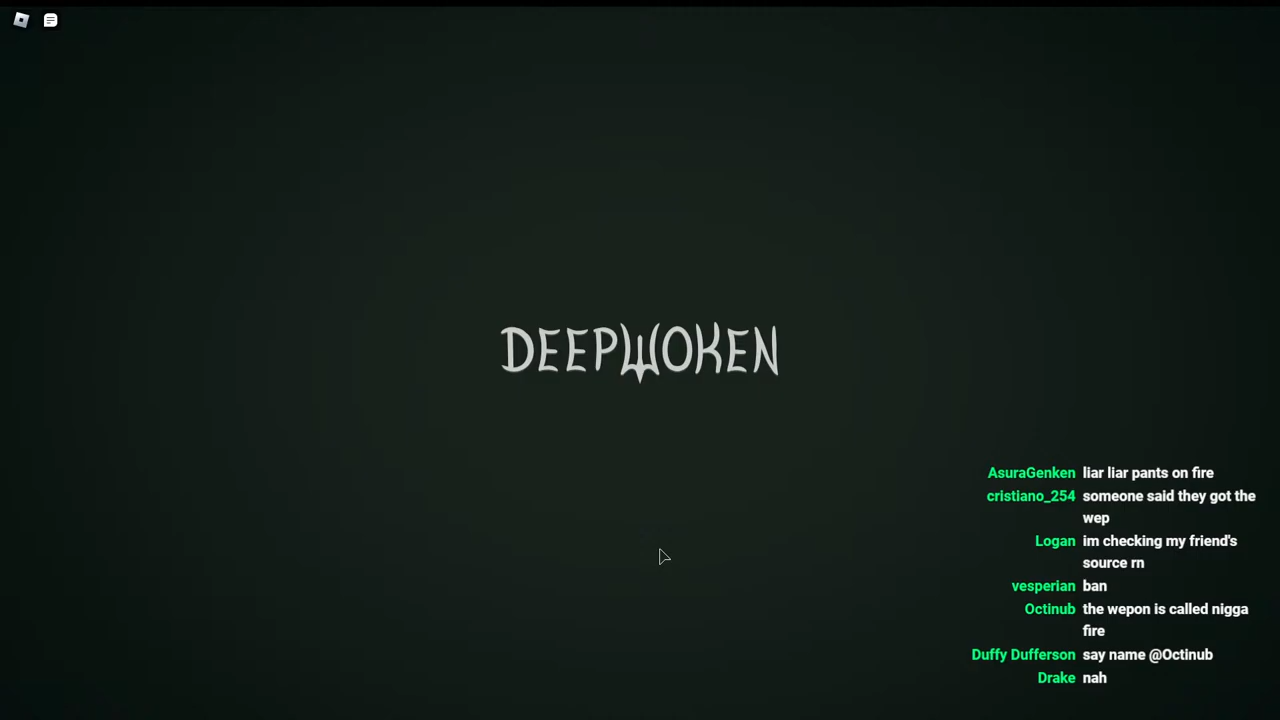 DEEPWOKEN
AsuraGenken liar liar pants on fire
cristiano_254 someone said they got the
wep
Logan im checking my friend's
source rn
vesperian ban
Octinub the wepon is called nigga
fire
Duffy Dufferson say name @Octinub
Drake nah